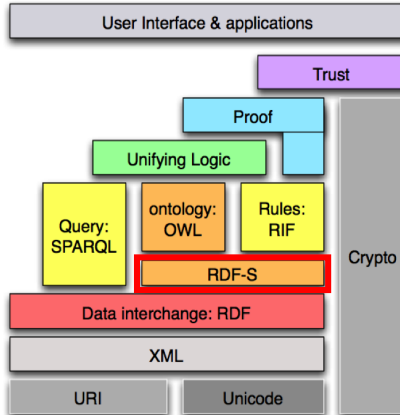 User Interface & applications
Trust
Proof
Unifying Logic
Query:
SPARQL
ontology:
OWL
Rules:
RIF
Crypto
RDF-S
Data interchange: RDF
XML
URI
Unicode